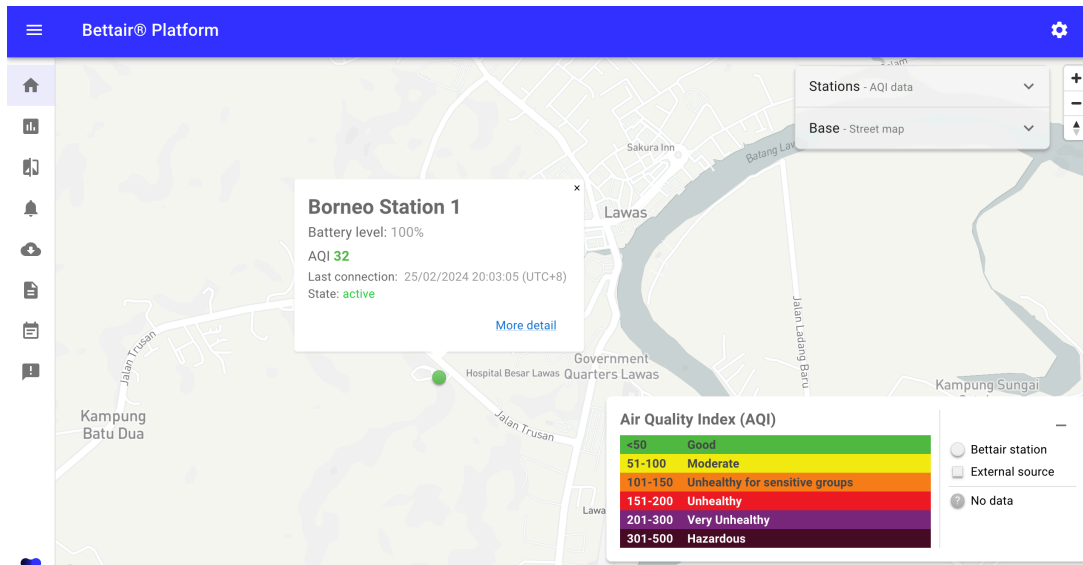 Bettair® Platform
Stations - AQI data
Base - Street map
Sakura Inn
Lawas
Borneo Station 1
×
Battery level: 100%
AQI 32
Last connection: 25/02/2024 20:03:05 (UTC+8)
State: active
More detail
Jalan Ladang Baru
Jalan Trusan
Government
Hospital Besar Lawas
Quarters Lawas
Kampung Sungai
Kampung
Batu Dua
Jalan Trusan
Air Quality Index (AQI)
<50 Good
51-100 Moderate
101-150 Unhealthy for sensitive groups
151-200 Unhealthy
201-300 Very Unhealthy
301-500 Hazardous
Bettair station
External source
? No data
+
−
Batang Law
Lawa